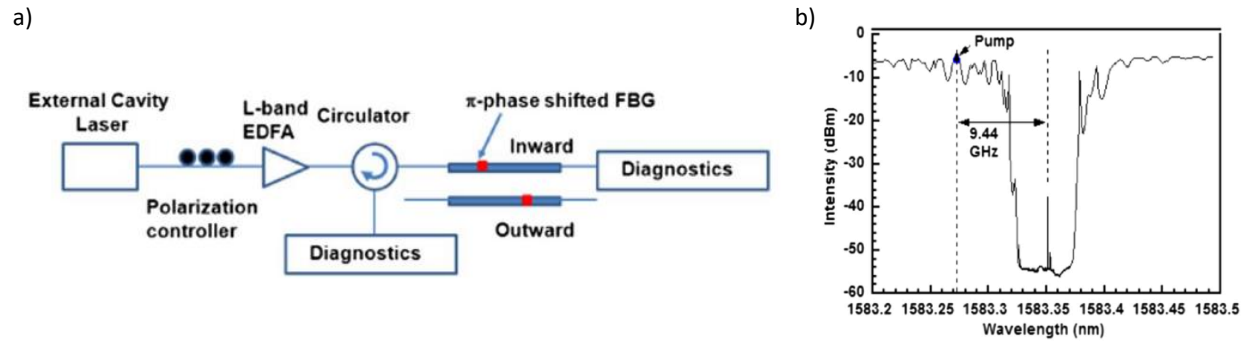 a)
External Cavity
Laser
Polarization
controller
L-band
EDFA
Circulator
Diagnostics
π-phase shifted FBG
Inward
Outward
Diagnostics
b)
Intensity (dBm)
0
-10
-20
-30
-40
-50
-60
Pump
9.44
GHz
1583.2 1583.25 1583.3 1583.35 1583.4 1583.45 1583.5
Wavelength (nm)